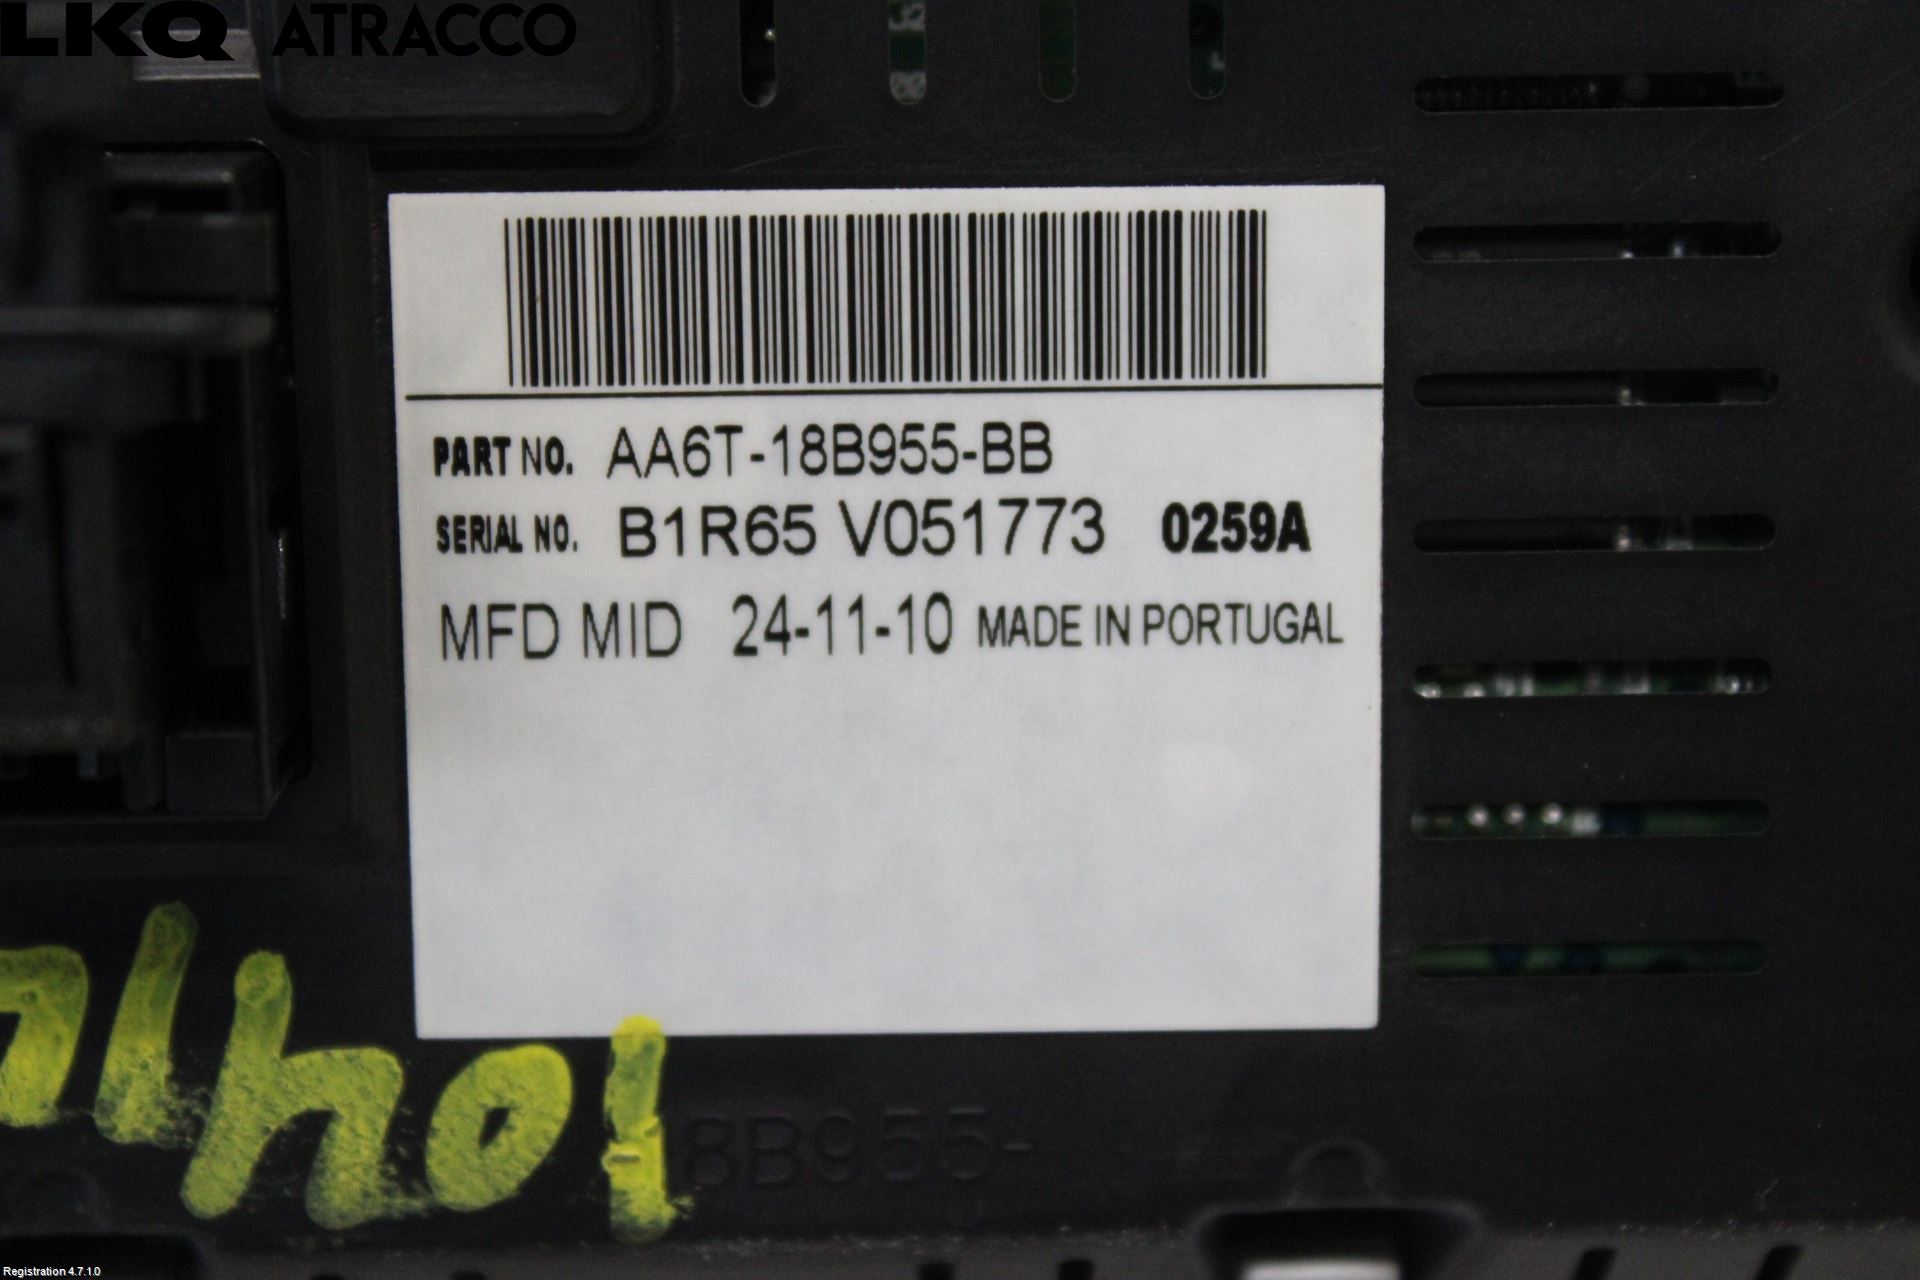 LKQ ATRACCO
PART NO. AA6T-18B955-BB
SERIAL NO. B1R65 V051773 0259A
MFD MID 24-11-10 MADE IN PORTUGAL
8B955-
Registration 4.7.1.0